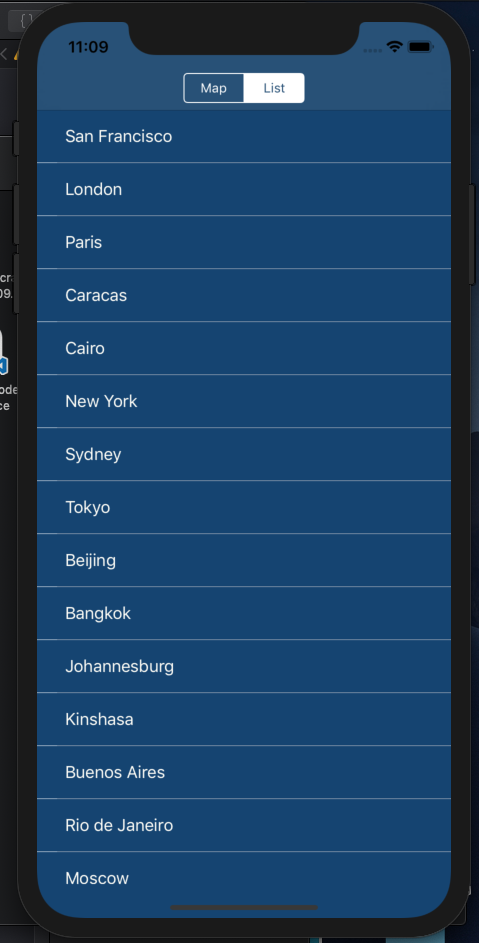 {}
11:09
Map List
San Francisco
London
Paris
Caracas
Cairo
New York
Sydney
Tokyo
Beijing
Bangkok
Johannesburg
Kinshasa
Buenos Aires
Rio de Janeiro
Moscow